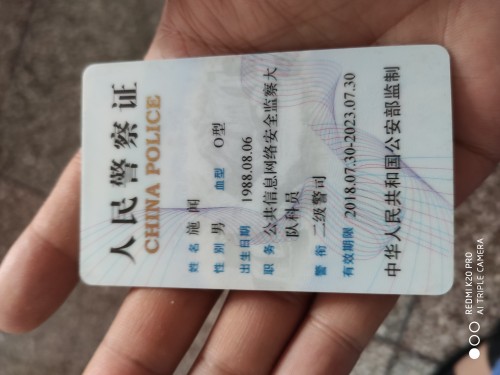 人民警察证
CHINA POLICE
姓 名 施 闻
性 别 男 血型 O型
出生日期 1988.08.06
职 务 公共信息网络安全监察大
队科员
警 衔 二级警司
有效期限 2018.07.30-2023.07.30
中华人民共和国公安部监制
REDMI K20 PRO
AI TRIPLE CAMERA